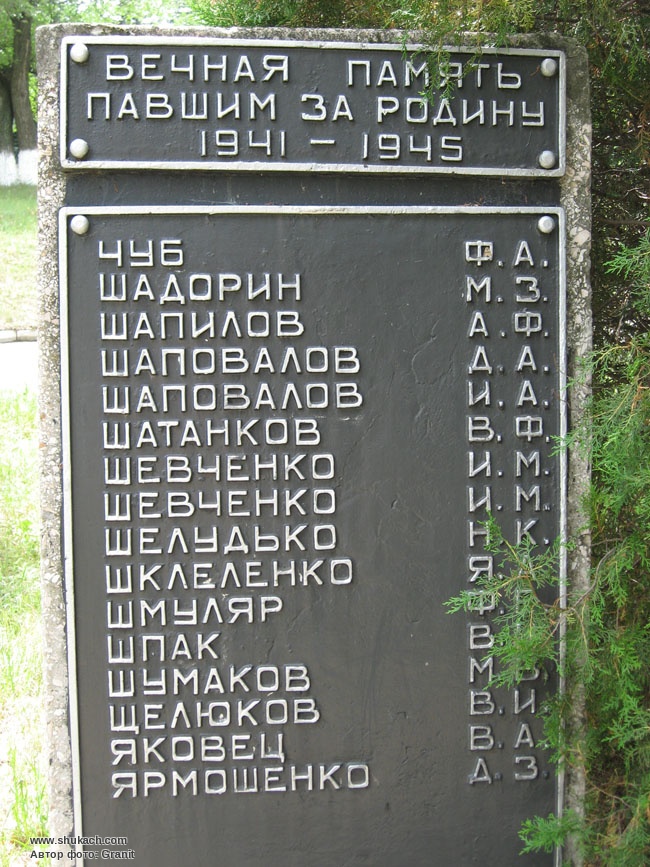 ВЕЧНАЯ ПАМЯТЬ
ПАВШИМ ЗА РОДИНУ
1941 – 1945
ЧУБ Ф. А.
ШАДОРИН М. З.
ШАПИЛОВ А. Ф.
ШАПОВАЛОВ Д. А.
ШАПОВАЛОВ И. А.
ШАТАНКОВ В. Ф.
ШЕВЧЕНКО И. М.
ШЕВЧЕНКО И. М.
ШЕЛУДЬКО Н. К.
ШКЛЕЛЕНКО Я.
ШМУЛЯР Ф.
ШПАК В.
ШУМАКОВ М.
ЩЕЛЮКОВ В. И.
ЯКОВЕЦ В. А.
ЯРМОШЕНКО Д. З.
www.shukach.com
Автор фото: Granit